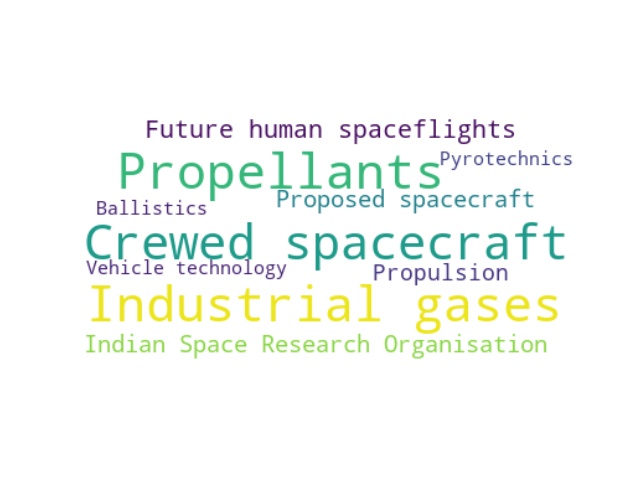 Future human spaceflights
Propellants
Pyrotechnics
Proposed spacecraft
Ballistics
Crewed spacecraft
Vehicle technology
Propulsion
Industrial gases
Indian Space Research Organisation